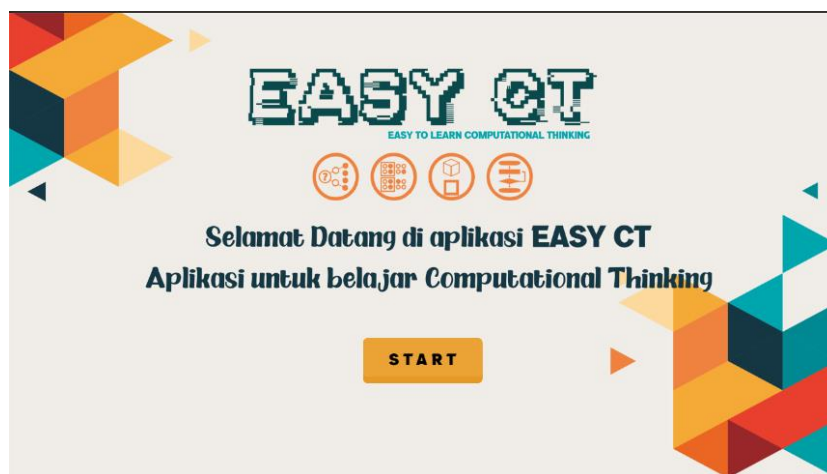 EASY CT
EASY TO LEARN COMPUTATIONAL THINKING
?
Selamat Datang di aplikasi EASY CT
Aplikasi untuk belajar Computational Thinking
START